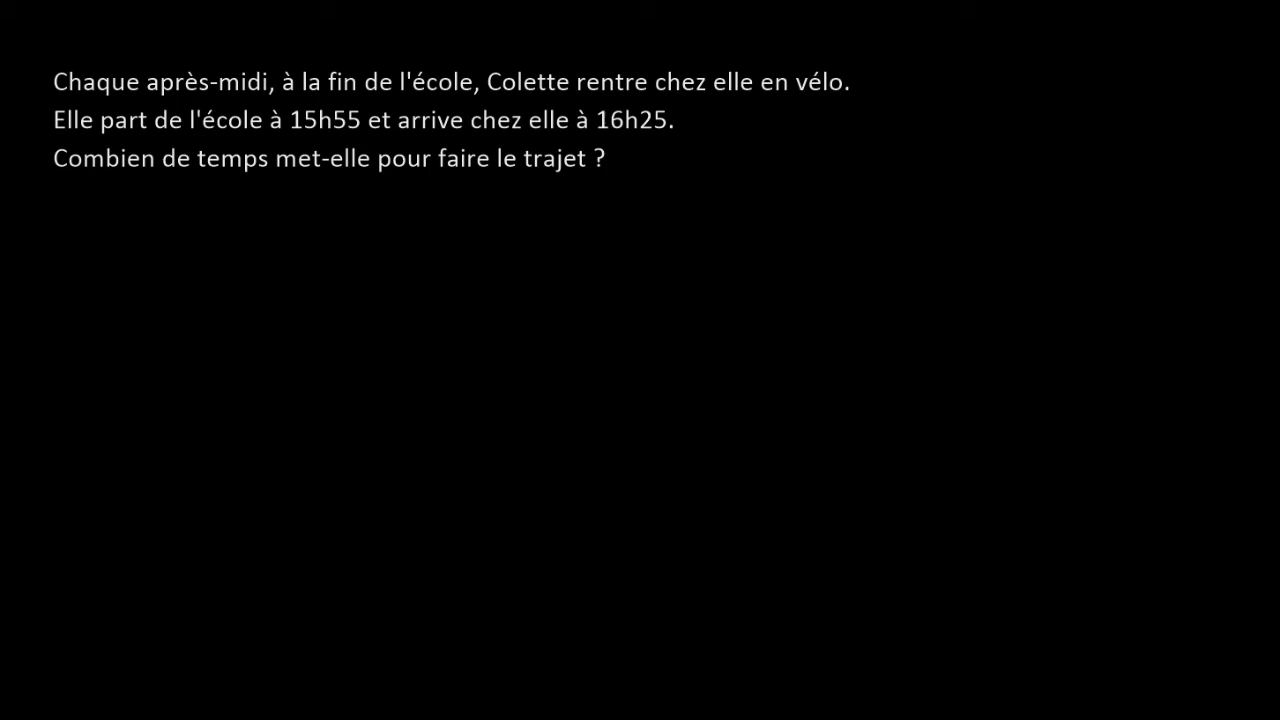 Chaque après-midi, à la fin de l'école, Colette rentre chez elle en vélo.
Elle part de l'école à 15h55 et arrive chez elle à 16h25.
Combien de temps met-elle pour faire le trajet ?